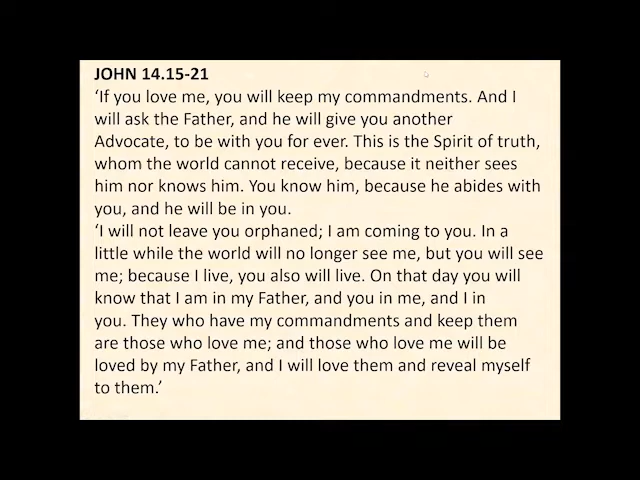 JOHN 14.15-21
‘If you love me, you will keep my commandments. And I
will ask the Father, and he will give you another
Advocate, to be with you for ever. This is the Spirit of truth,
whom the world cannot receive, because it neither sees
him nor knows him. You know him, because he abides with
you, and he will be in you.
‘I will not leave you orphaned; I am coming to you. In a
little while the world will no longer see me, but you will see
me; because I live, you also will live. On that day you will
know that I am in my Father, and you in me, and I in
you. They who have my commandments and keep them
are those who love me; and those who love me will be
loved by my Father, and I will love them and reveal myself
to them.’